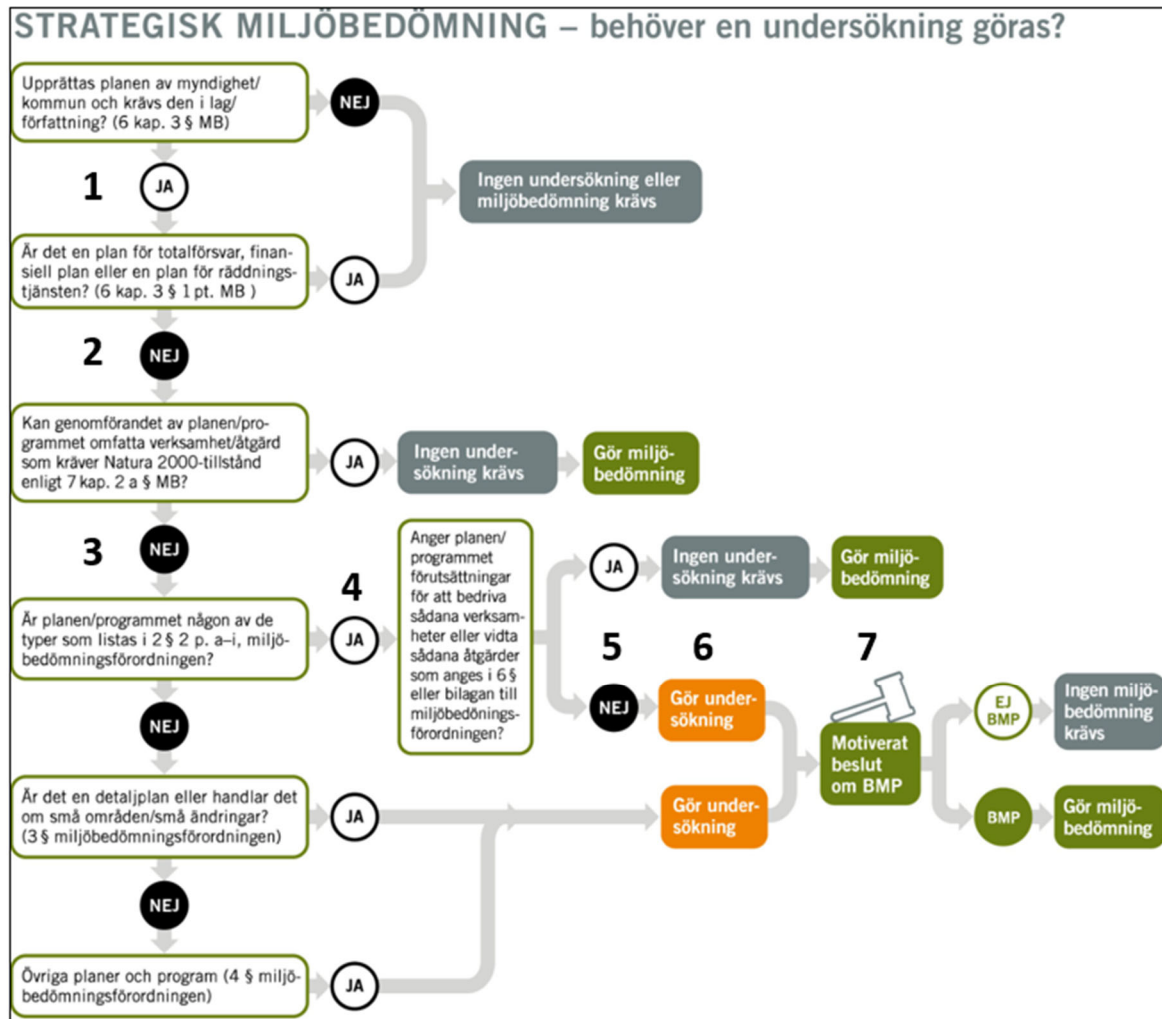 STRATEGISK MILJÖBEDÖMNING – behöver en undersökning göras?
Upprättas planen av myndighet/
kommun och krävs den i lag/
författning? (6 kap. 3 § MB)
NEJ
1
JA
Ingen undersökning eller
miljöbedömning krävs
Är det en plan för totalförsvar, finan-
siell plan eller en plan för räddnings-
tjänsten? (6 kap. 3 § 1 pt. MB )
JA
2
NEJ
Kan genomförandet av planen/pro-
grammet omfatta verksamhet/åtgärd
som kräver Natura 2000-tillstånd
enligt 7 kap. 2 a § MB?
JA
Ingen under-
sökning krävs
Gör miljö-
bedömning
3
NEJ
Är planen/programmet någon av de
typer som listas i 2 § 2 p. a–i, miljö-
bedömningsförordningen?
4
JA
Anger planen/
programmet
förutsättningar
för att bedriva
sådana verksam-
heter eller vidta
sådana åtgärder
som anges i 6 §
eller bilagan till
miljöbedönings-
förordningen?
JA
Ingen under-
sökning krävs
Gör miljö-
bedömning
5
NEJ
6
Gör under-
sökning
7
Motiverat
beslut
om BMP
EJ
BMP
Ingen miljö-
bedömning
krävs
BMP
Gör miljö-
bedömning
NEJ
Är det en detaljplan eller handlar det
om små områden/små ändringar?
(3 § miljöbedömningsförordningen)
JA
Gör under-
sökning
NEJ
Övriga planer och program (4 § miljö-
bedömningsförordningen)
JA